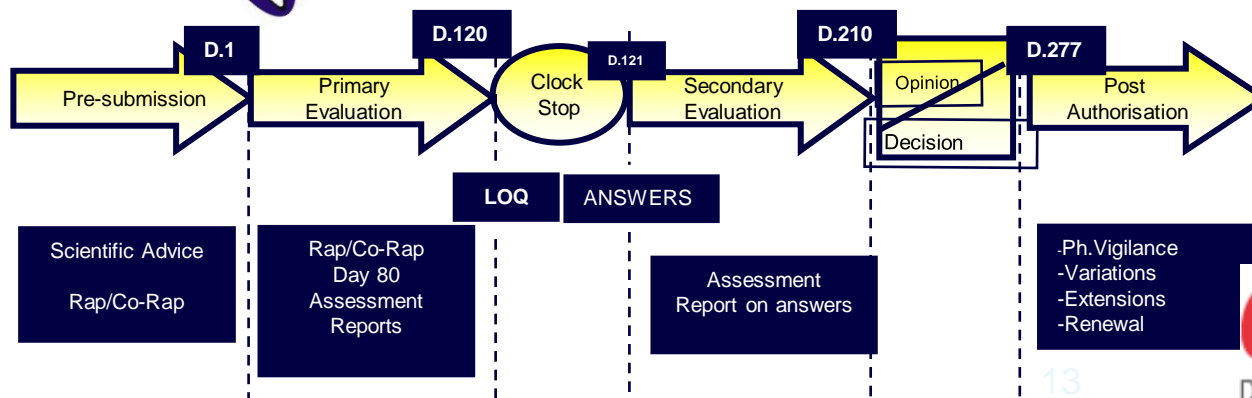 D.1
D.120
D.121
D.210
D.277
Pre-submission
Primary
Evaluation
Clock
Stop
Secondary
Evaluation
Opinion
Decision
Post
Authorisation
LOQ
ANSWERS
Scientific Advice
Rap/Co-Rap
Rap/Co-Rap
Day 80
Assessment
Reports
Assessment
Report on answers
-Ph.Vigilance
-Variations
-Extensions
-Renewal
13